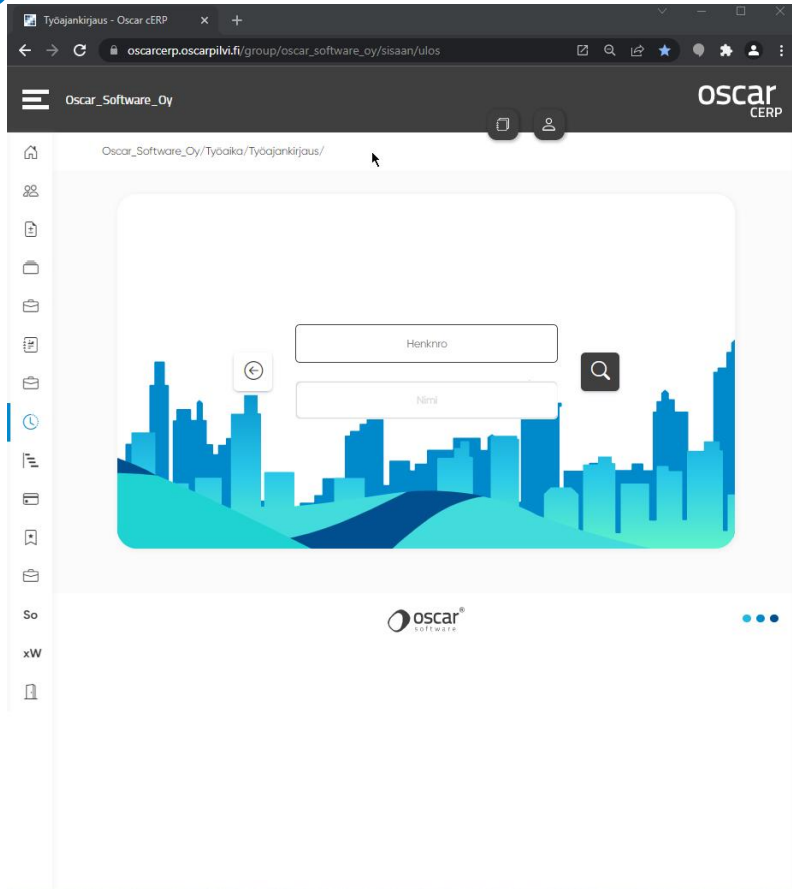 Työajankirjaus - Oscar cERP
oscarcerp.oscarpilvi.fi/group/oscar_software_oy/sisaan/ulos
Oscar_Software_Oy
oscar
CERP
Oscar_Software_Oy/Työaika/Työajankirjaus/
Henknro
Nimi
So
xW
oscar®
software